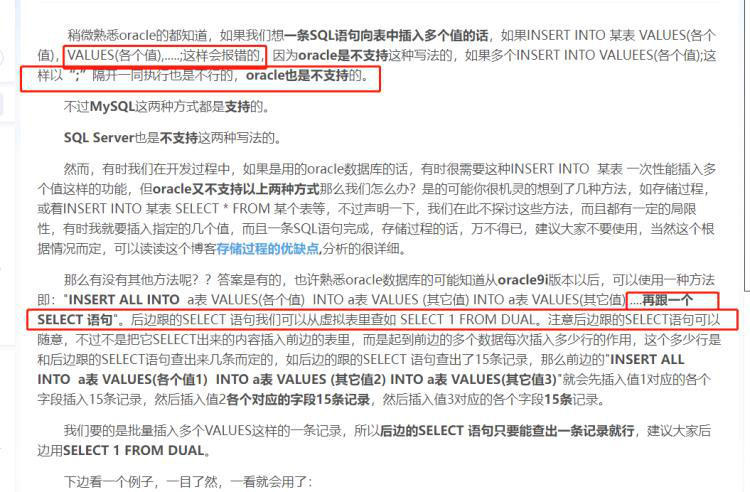 稍微熟悉oracle的都知道，如果我们想一条SQL语句向表中插入多个值的话，如果INSERT INTO 某表 VALUES(各个
值)，VALUES(各个值),.....;这样会报错的，因为oracle是不支持这种写法的，如果多个INSERT INTO VALUEES(各个值);这
样以 “;” 隔开一同执行也是不行的，oracle也是不支持的。
不过MySQL这两种方式都是支持的。
SQL Server也是不支持这两种写法的。
然而，有时我们在开发过程中，如果是用的oracle数据库的话，有时很需要这种INSERT INTO 某表 一次性能插入多
个值这样的功能，但oracle又不支持以上两种方式那么我们怎么办？是的可能你很机灵的想到了几种方法，如存储过程，
或着INSERT INTO 某表 SELECT * FROM 某个表等，不过声明一下，我们在此不探讨这些方法，而且都有一定的局限
性，有时我就要插入指定的几个值，而且一条SQL语句完成，存储过程的话，万不得已，建议大家不要使用，当然这个根
据情况而定，可以读读这个博客存储过程的优缺点,分析的很详细。
那么有没有其他方法呢？？答案是有的，也许熟悉oracle数据库的可能知道从oracle9i版本以后，可以使用一种方法
即："INSERT ALL INTO a表 VALUES(各个值) INTO a表 VALUES (其它值) INTO a表 VALUES(其它值) ....再跟一个
SELECT 语句"。后边跟的SELECT 语句我们可以从虚拟表里查如 SELECT 1 FROM DUAL。注意后边跟的SELECT语句可以
随意，不过不是把它SELECT出来的内容插入前边的表里，而是起到前边的多个数据每次插入多少行的作用，这个多少行是
和后边跟的SELECT语句查出来几条而定的，如后边的跟的SELECT 语句查出了15条记录，那么前边的"INSERT ALL
INTO a表 VALUES(各个值1) INTO a表 VALUES (其它值2) INTO a表 VALUES(其它值3)"就会先插入值1对应的各个
字段插入15条记录，然后插入值2各个对应的字段15条记录，然后插入值3对应的各个字段15条记录。
我们要的是批量插入多个VALUES这样的一条记录，所以后边的SELECT 语句只要能查出一条记录就行，建议大家后
边用SELECT 1 FROM DUAL。
下边看一个例子，一目了然，一看就会用了：